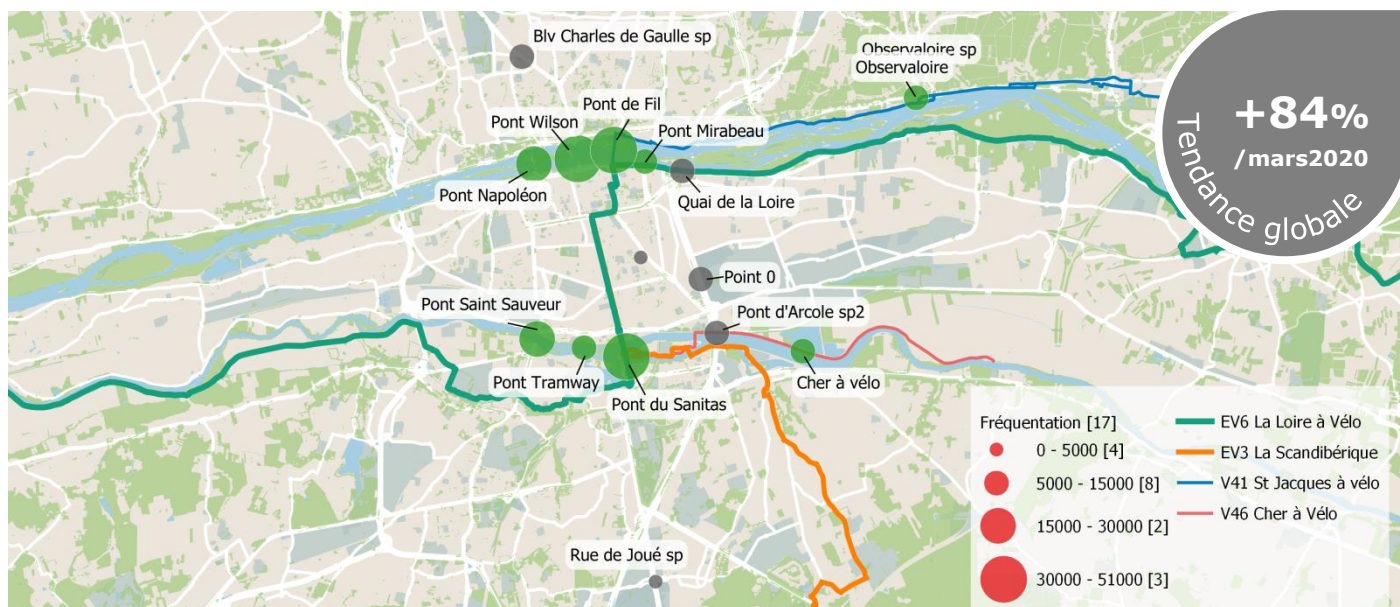 Blv Charles de Gaulle sp
Observaloire sp
Observaloire
Pont de Fil
Pont Wilson
Pont Mirabeau
Pont Napoléon
Quai de la Loire
+84%
/mars2020
Tendance globale
Point 0
Pont Saint Sauveur
Pont d'Arcole sp2
Pont Tramway
Cher à vélo
Pont du Sanitas
Rue de Joué sp
Fréquentation [17]
0 - 5000 [4]
5000 - 15000 [8]
15000 - 30000 [2]
30000 - 51000 [3]
EV6 La Loire à Vélo
EV3 La Scandibérique
V41 St Jacques à vélo
V46 Cher à Vélo